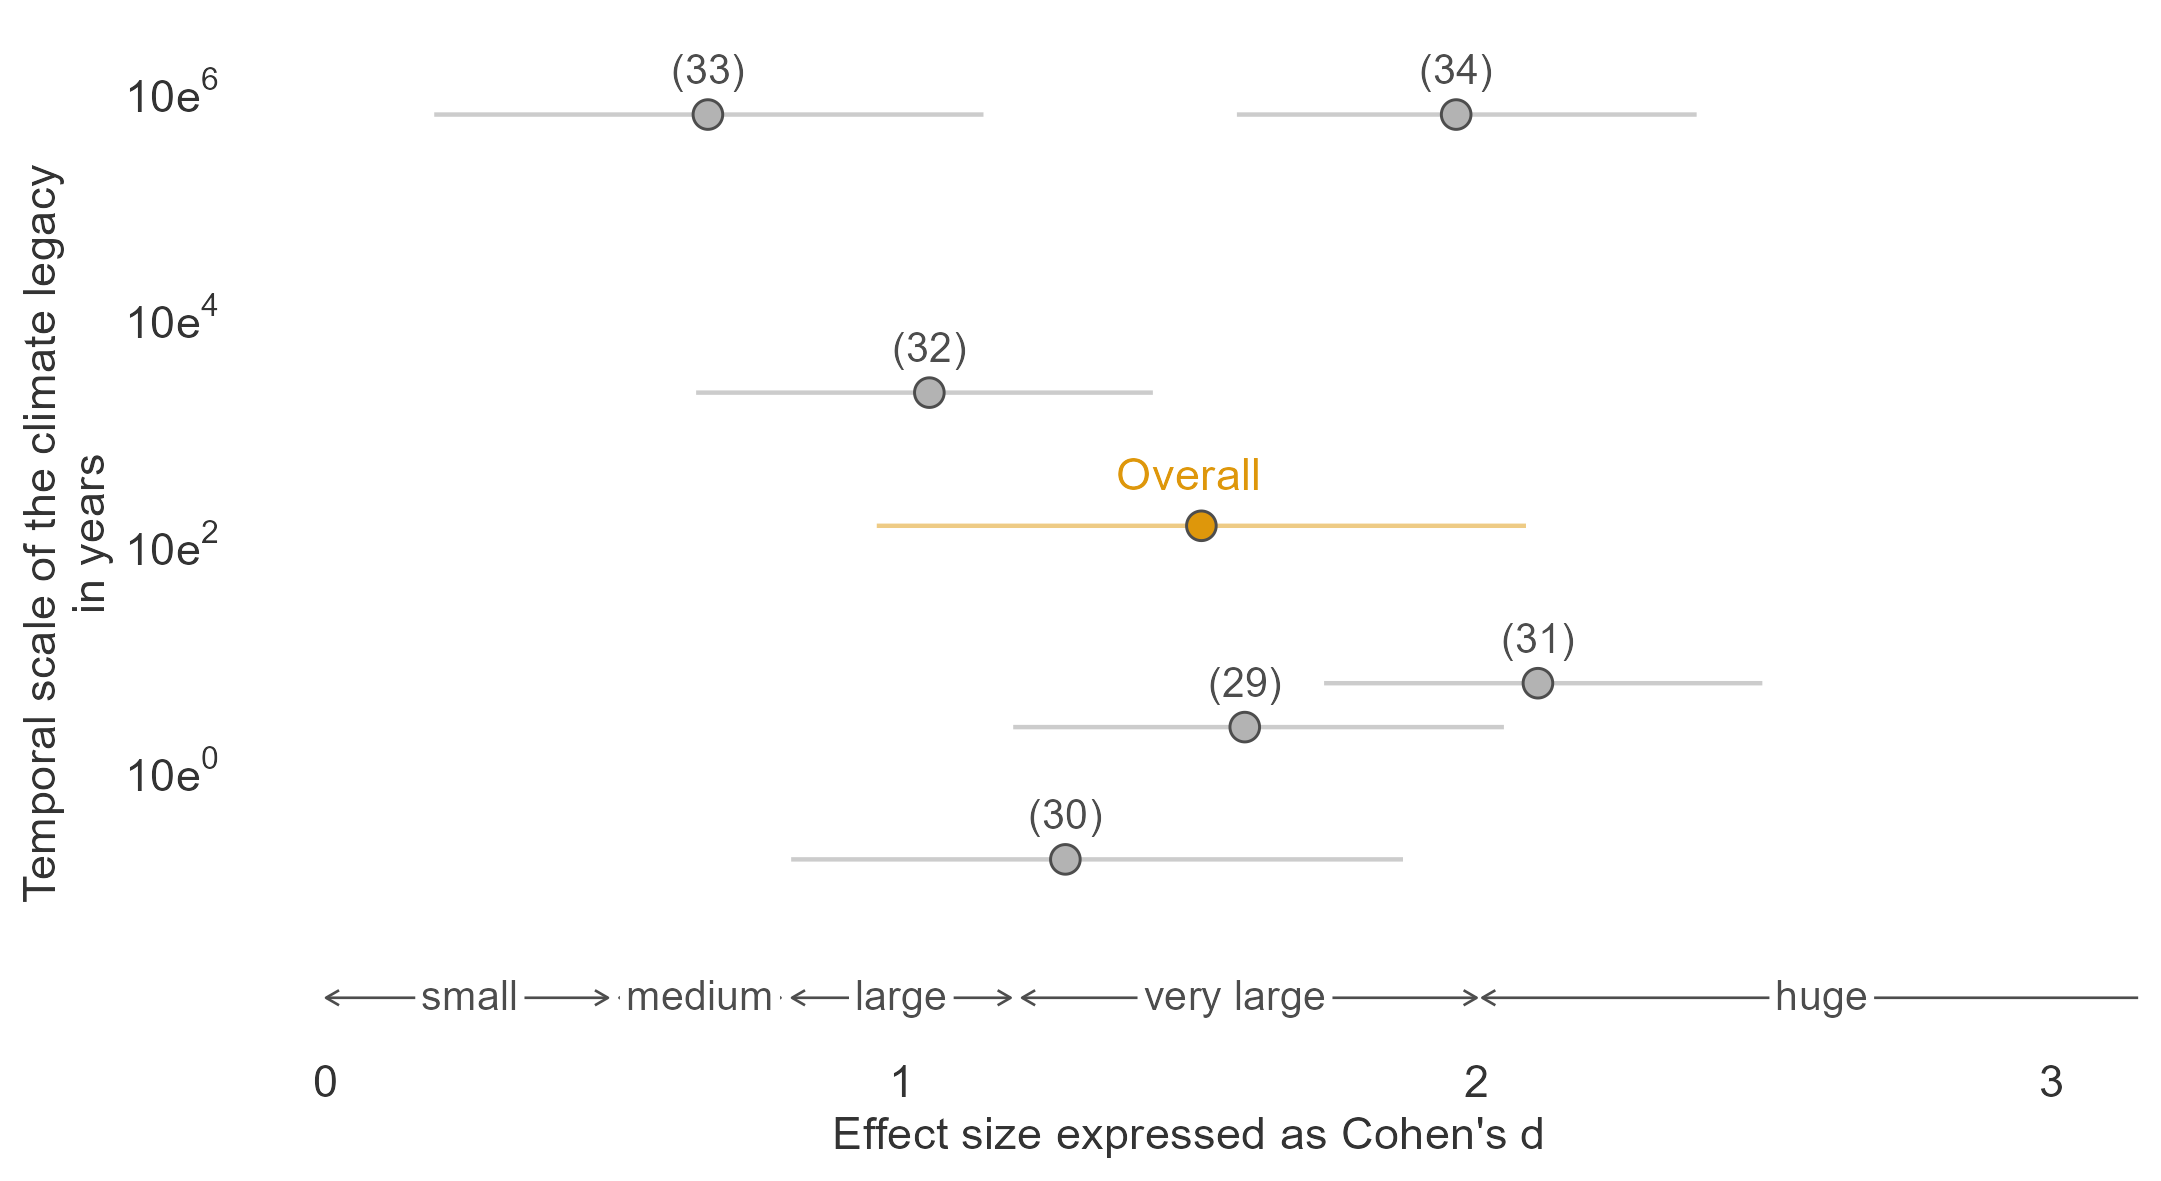 (33)
(34)
10e⁶
(32)
10e⁴
Overall
10e²
(31)
(29)
10e⁰
(30)
Temporal scale of the climate legacy
in years
small medium large very large huge
0 1 2 3
Effect size expressed as Cohen's d